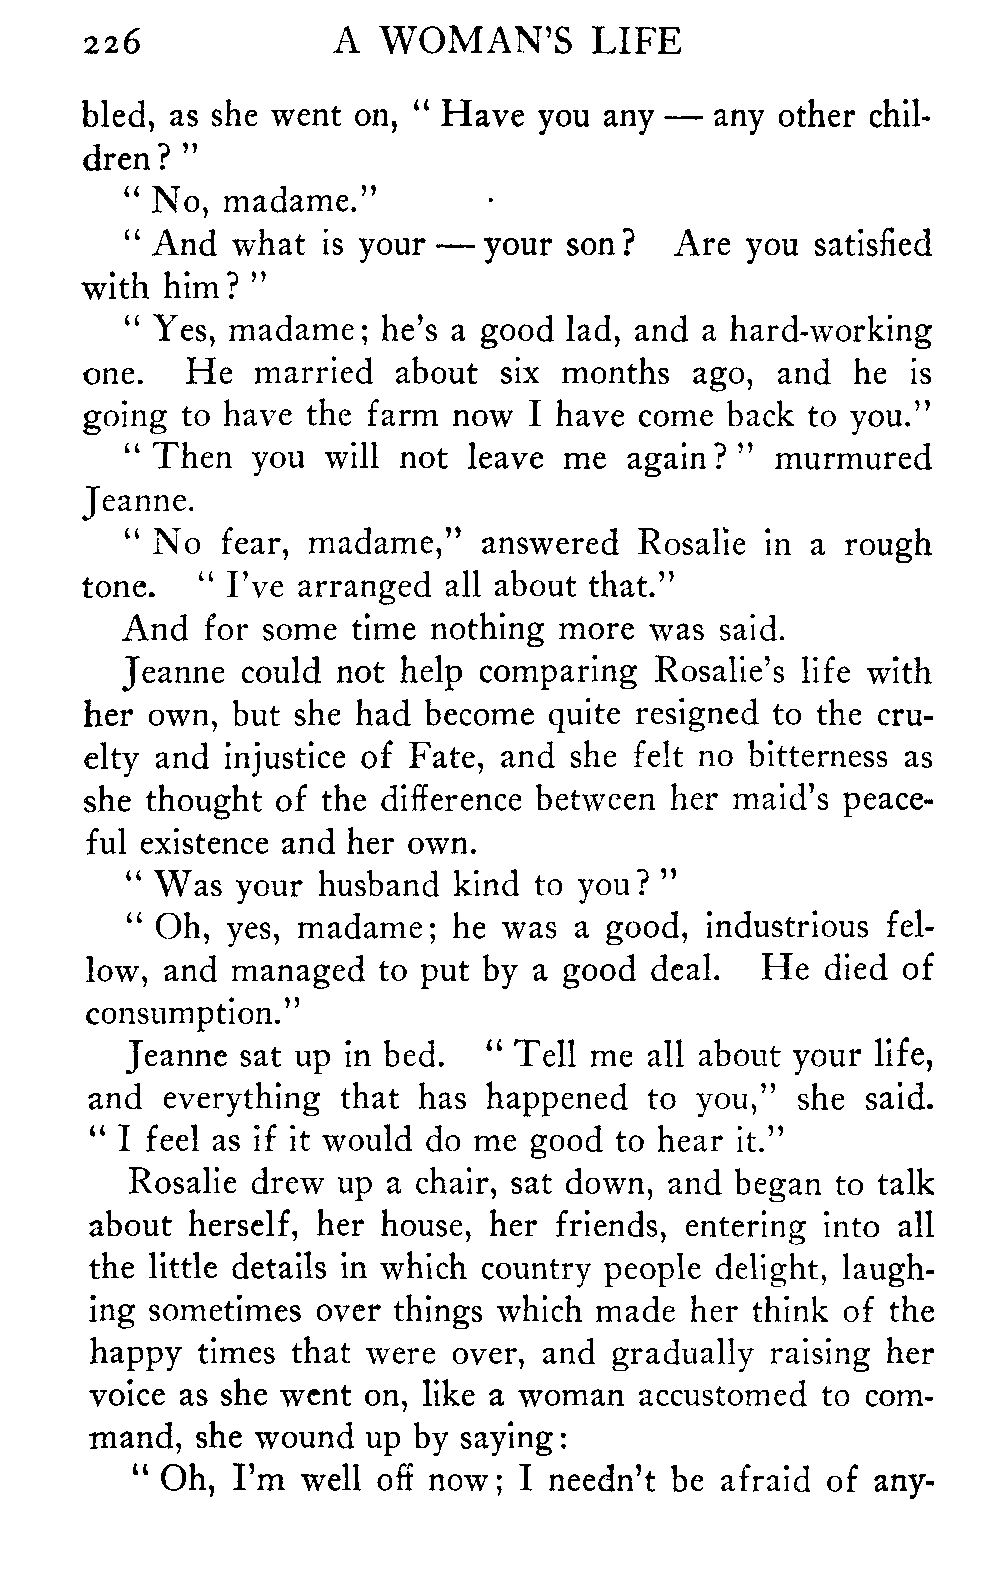 226 A WOMAN'S LIFE
bled, as she went on, “ Have you any — any other chil-
dren? ”
“ No, madame.”
“ And what is your — your son? Are you satisfied
with him? ”
“ Yes, madame; he's a good lad, and a hard-working
one. He married about six months ago, and he is
going to have the farm now I have come back to you.”
“ Then you will not leave me again? ” murmured
Jeanne.
“ No fear, madame,” answered Rosalie in a rough
tone. “ I've arranged all about that.”
And for some time nothing more was said.
Jeanne could not help comparing Rosalie's life with
her own, but she had become quite resigned to the cru-
elty and injustice of Fate, and she felt no bitterness as
she thought of the difference between her maid's peace-
ful existence and her own.
“ Was your husband kind to you? ”
“ Oh, yes, madame; he was a good, industrious fel-
low, and managed to put by a good deal. He died of
consumption.”
Jeanne sat up in bed. “ Tell me all about your life,
and everything that has happened to you,” she said.
“ I feel as if it would do me good to hear it.”
Rosalie drew up a chair, sat down, and began to talk
about herself, her house, her friends, entering into all
the little details in which country people delight, laugh-
ing sometimes over things which made her think of the
happy times that were over, and gradually raising her
voice as she went on, like a woman accustomed to com-
mand, she wound up by saying:
“ Oh, I'm well off now; I needn't be afraid of any-